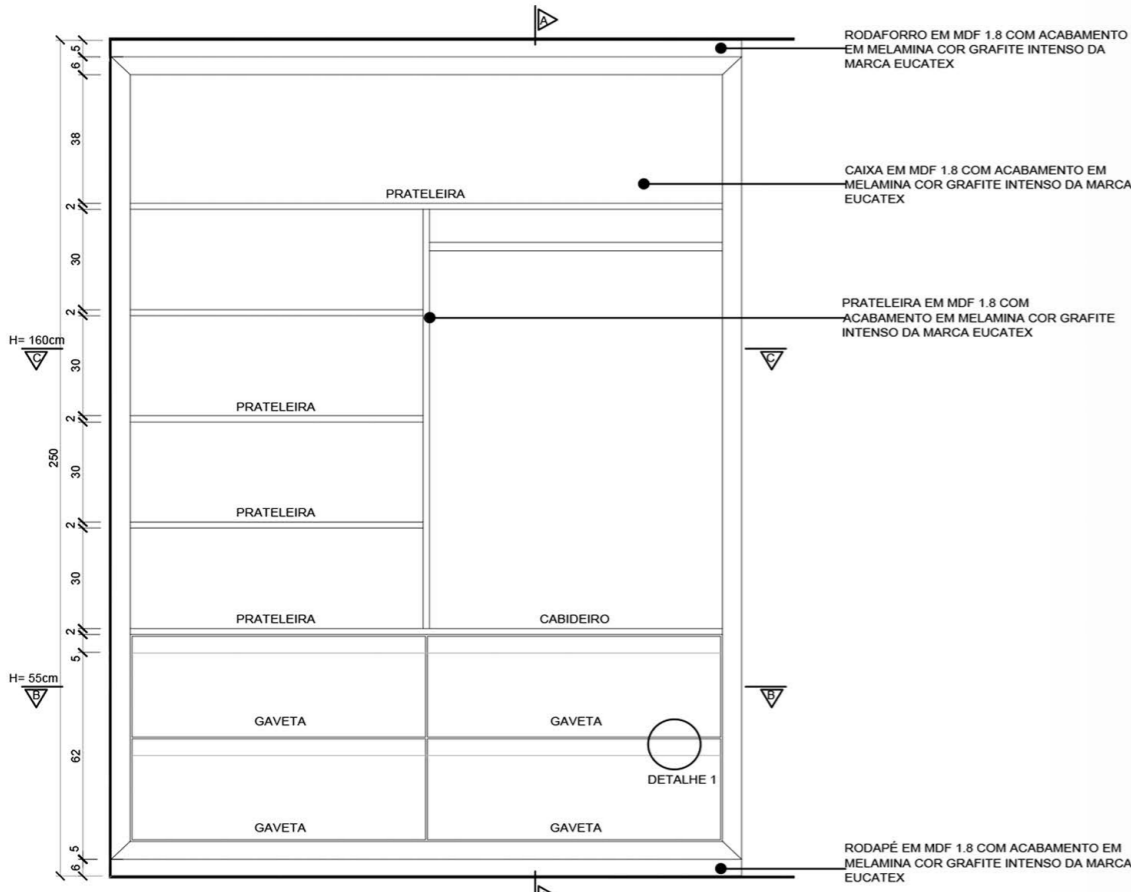 A
RODAFORRO EM MDF 1.8 COM ACABAMENTO
EM MELAMINA COR GRAFITE INTENSO DA
MARCA EUCATEX
5
6
38
CAIXA EM MDF 1.8 COM ACABAMENTO EM
MELAMINA COR GRAFITE INTENSO DA MARCA
EUCATEX
PRATELEIRA
2
30
2
PRATELEIRA EM MDF 1.8 COM
ACABAMENTO EM MELAMINA COR GRAFITE
INTENSO DA MARCA EUCATEX
H= 160cm
C
C
30
PRATELEIRA
2
250
30
PRATELEIRA
2
30
PRATELEIRA
CABIDEIRO
2
5
H= 55cm
B
B
GAVETA
GAVETA
62
DETALHE 1
GAVETA
GAVETA
5
6
RODAPÉ EM MDF 1.8 COM ACABAMENTO EM
MELAMINA COR GRAFITE INTENSO DA MARCA
EUCATEX